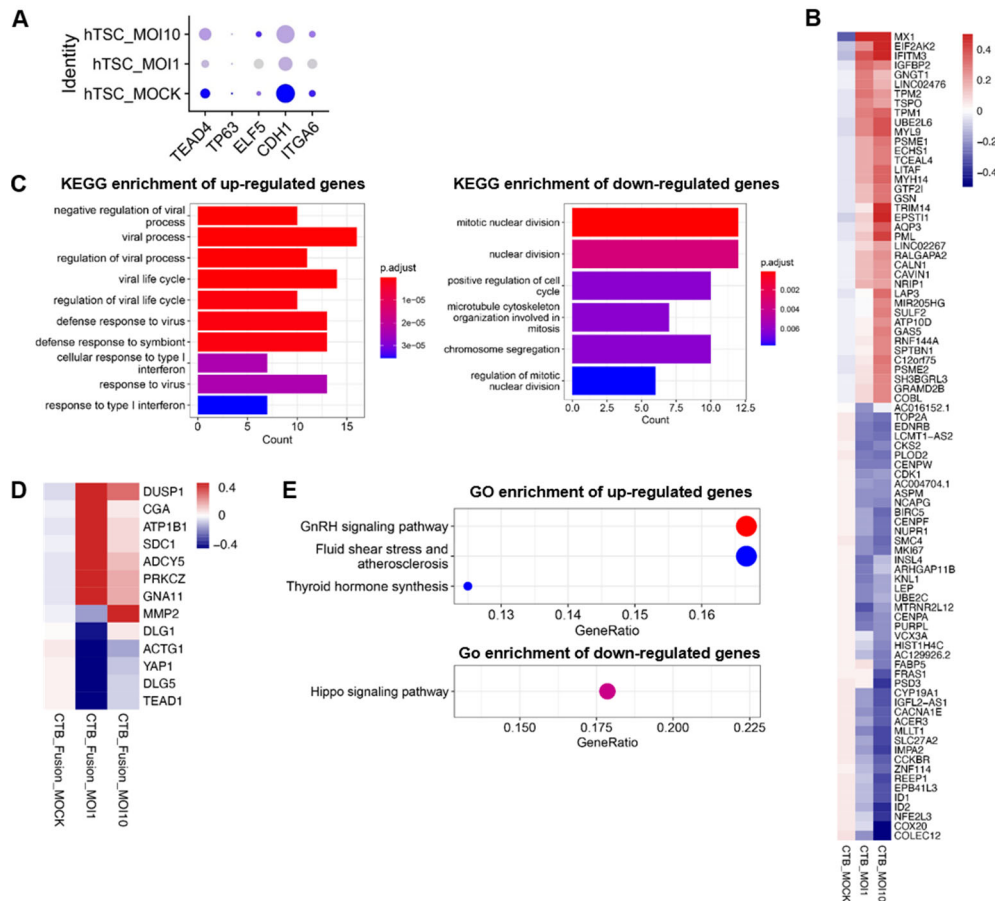 A
Identity
hTSC_MOI10
hTSC_MOI1
hTSC_MOCK
TEAD4
TP63
ELF5
CDH1
ITGA6
B
MX1
EIF2AK2
IFITM3
IGFBP2
GNGT1
LINC02476
TPM2
TSPO
TPM1
UBE2L6
MYL9
PSME1
ECHS1
TCEAL4
LITAF
MYH14
GTF2I
GSN
TRIM14
EPSTI1
AQP3
PML
LINC02267
RALGAPA2
CALN1
CAVIN1
NRIP1
LAP3
MIR205HG
SULF2
ATP10D
GAS5
RNF144A
SPTBN1
C12orf75
PSME2
SH3BGRL3
GRAMD2B
COBL
AC016152.1
TOP2A
EDNRB
LCMT1-AS2
CKS2
PLOD2
CENPW
CDK1
AC004704.1
ASPM
NCAPG
BIRC5
CENPF
NUPR1
SMC4
MKI67
INSL4
ARHGAP11B
KNL1
LEP
UBE2C
MTRNR2L12
CENPA
PURPL
VCX3A
HIST1H4C
AC129926.2
FABP5
FRAS1
PSD3
CYP19A1
IGFL2-AS1
CACNA1E
ACER3
MLLT1
SLC27A2
IMPA2
CCKBR
ZNF114
REEP1
EPB41L3
ID1
ID2
NFE2L3
COX20
COLEC12
0.4
0.2
0
-0.2
-0.4
CTB_MOCK
CTB_MOI1
CTB_MOI10
C
KEGG enrichment of up-regulated genes
negative regulation of viral
process
viral process
regulation of viral process
viral life cycle
regulation of viral life cycle
defense response to virus
defense response to symbiont
cellular response to type I
interferon
response to virus
response to type I interferon
0 5 10 15
Count
p.adjust
1e-05
2e-05
3e-05
KEGG enrichment of down-regulated genes
mitotic nuclear division
nuclear division
positive regulation of cell
cycle
microtubule cytoskeleton
organization involved in
mitosis
chromosome segregation
regulation of mitotic
nuclear division
0.0 2.5 5.0 7.5 10.0 12.5
Count
p.adjust
0.002
0.004
0.006
D
DUSP1
CGA
ATP1B1
SDC1
ADCY5
PRKCZ
GNA11
MMP2
DLG1
ACTG1
YAP1
DLG5
TEAD1
0.4
0.2
0
-0.2
-0.4
CTB_Fusion_MOCK
CTB_Fusion_MOI1
CTB_Fusion_MOI10
E
GO enrichment of up-regulated genes
GnRH signaling pathway
Fluid shear stress and
atherosclerosis
Thyroid hormone synthesis
0.13 0.14 0.15 0.16
GeneRatio
Go enrichment of down-regulated genes
Hippo signaling pathway
0.150 0.175 0.200 0.225
GeneRatio